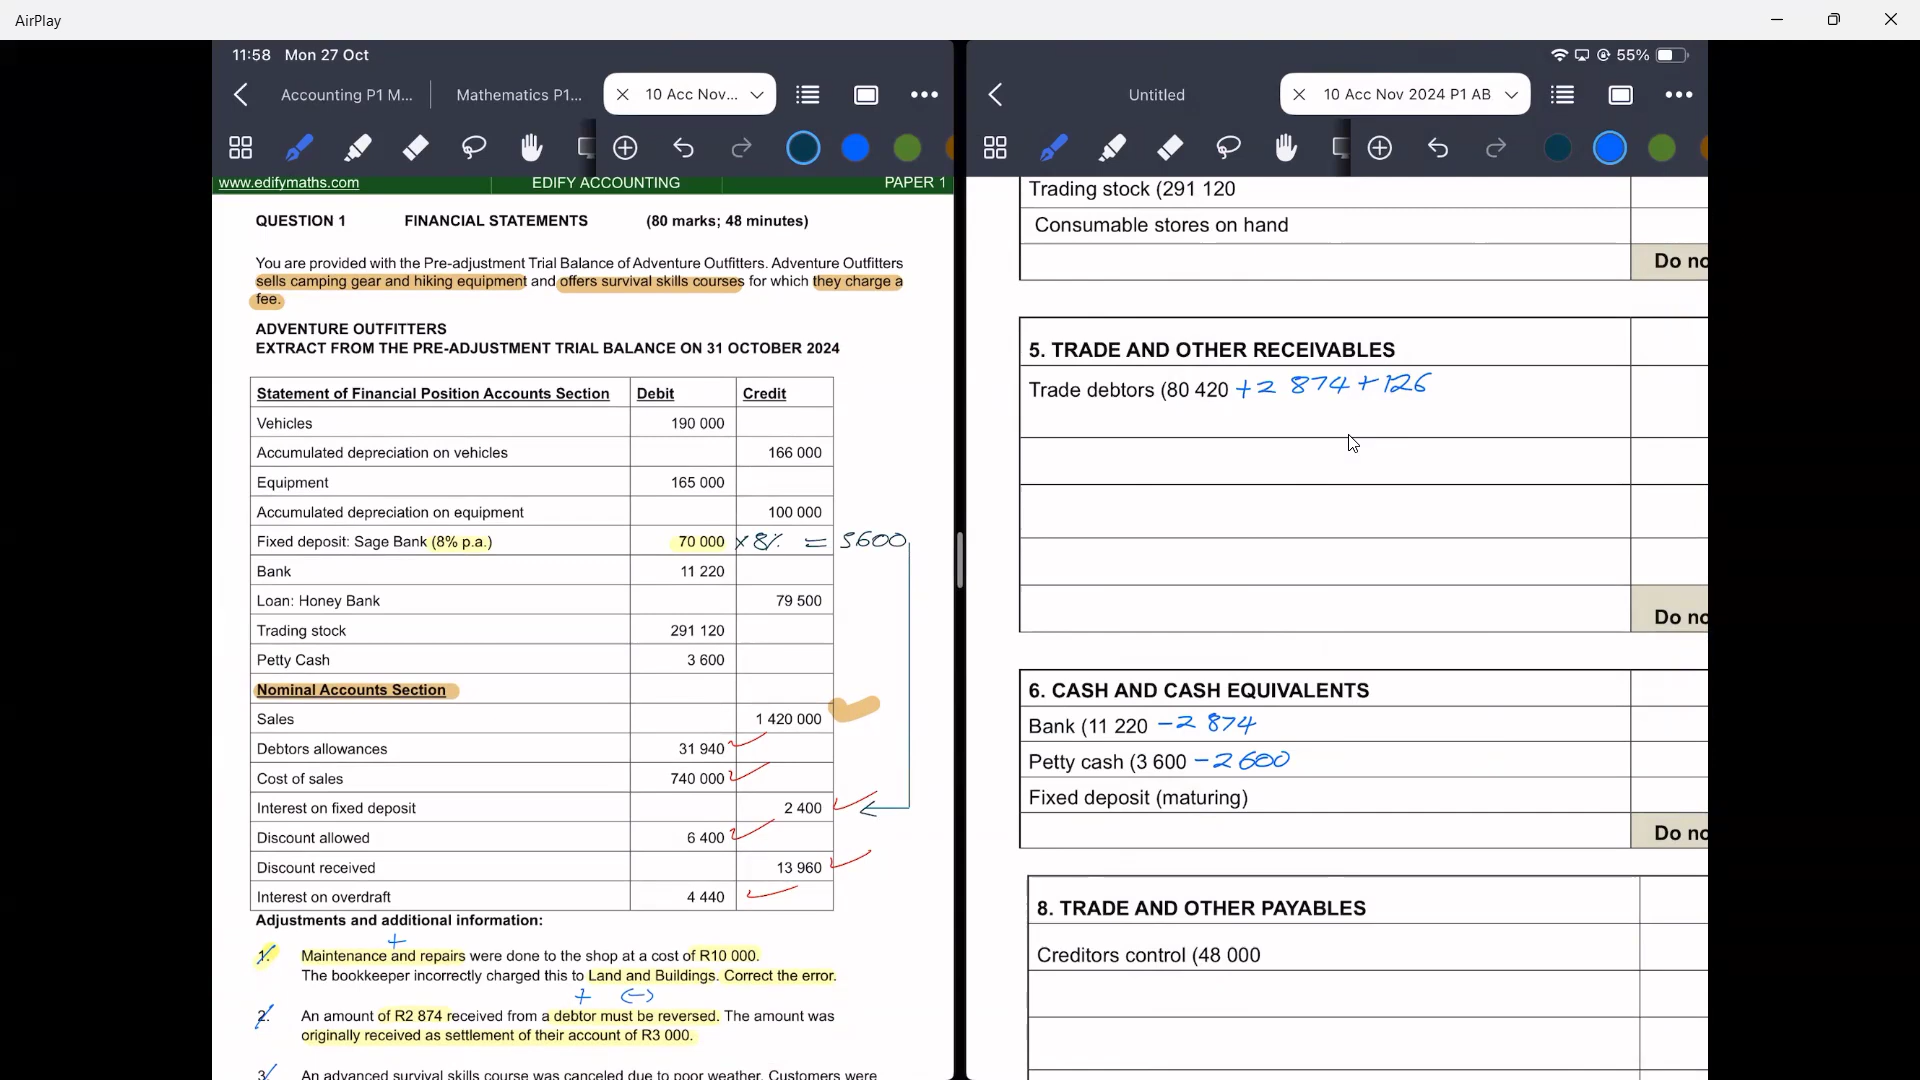 AirPlay
11:58 Mon 27 Oct
55%
Accounting P1 M...
Mathematics P1...
10 Acc Nov...
Untitled
10 Acc Nov 2024 P1 AB
www.edifymaths.com EDIFY ACCOUNTING PAPER 1
QUESTION 1 FINANCIAL STATEMENTS (80 marks; 48 minutes)
You are provided with the Pre-adjustment Trial Balance of Adventure Outfitters. Adventure Outfitters
sells camping gear and hiking equipment and offers survival skills courses for which they charge a
fee.
ADVENTURE OUTFITTERS
EXTRACT FROM THE PRE-ADJUSTMENT TRIAL BALANCE ON 31 OCTOBER 2024
Statement of Financial Position Accounts Section Debit Credit
Vehicles 190 000
Accumulated depreciation on vehicles 166 000
Equipment 165 000
Accumulated depreciation on equipment 100 000
Fixed deposit: Sage Bank (8% p.a.) 70 000 x 8% = 5600
Bank 11 220
Loan: Honey Bank 79 500
Trading stock 291 120
Petty Cash 3 600
Nominal Accounts Section
Sales 1 420 000
Debtors allowances 31 940
Cost of sales 740 000
Interest on fixed deposit 2 400
Discount allowed 6 400
Discount received 13 960
Interest on overdraft 4 440
Adjustments and additional information:
+
1. Maintenance and repairs were done to the shop at a cost of R10 000.
The bookkeeper incorrectly charged this to Land and Buildings. Correct the error.
+ (-)
2. An amount of R2 874 received from a debtor must be reversed. The amount was
originally received as settlement of their account of R3 000.
3. An advanced survival skills course was canceled due to poor weather. Customers were
Trading stock (291 120
Consumable stores on hand
Do no
5. TRADE AND OTHER RECEIVABLES
Trade debtors (80 420 +2 874+126
Do no
6. CASH AND CASH EQUIVALENTS
Bank (11 220 -2 874
Petty cash (3 600 -2600
Fixed deposit (maturing)
Do no
8. TRADE AND OTHER PAYABLES
Creditors control (48 000